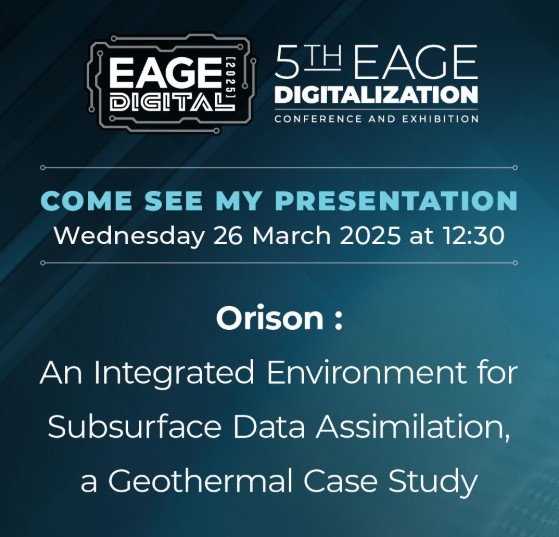 EAGE
DIGITAL
[2025]
5TH EAGE
DIGITALIZATION
CONFERENCE AND EXHIBITION
COME SEE MY PRESENTATION
Wednesday 26 March 2025 at 12:30
Orison :
An Integrated Environment for
Subsurface Data Assimilation,
a Geothermal Case Study